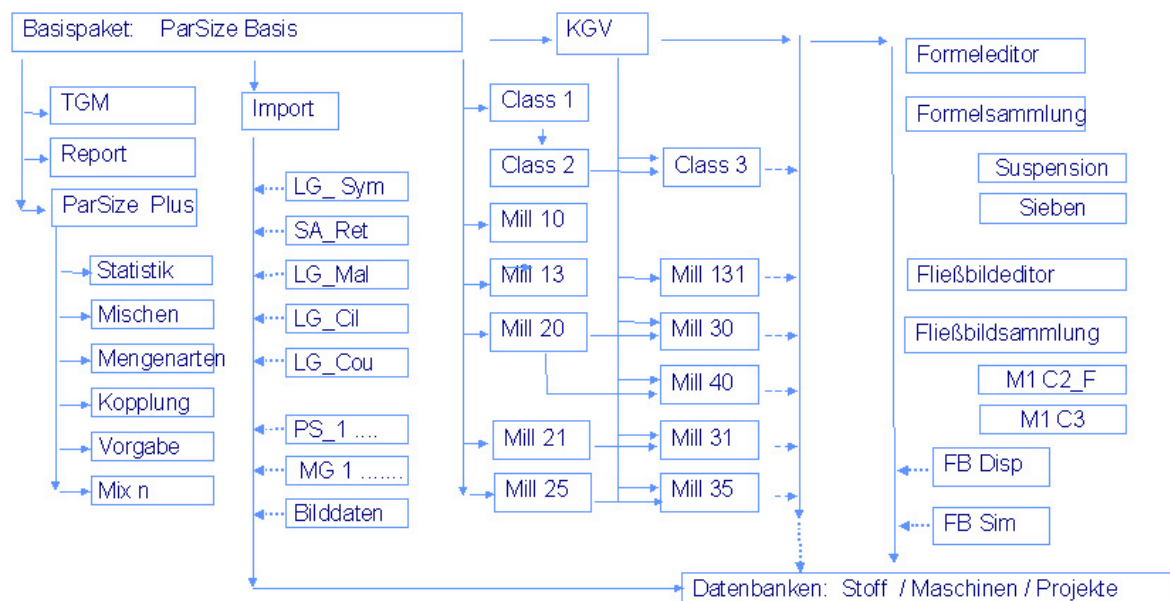 Basispaket: ParSize Basis
KGV
TGM
Report
ParSize Plus
Statistik
Mischen
Mengenarten
Kopplung
Vorgabe
Mix n
Import
LG_ Sym
SA_Ret
LG_Mal
LG_Cil
LG_Cou
PS_1 ....
MG 1 .......
Bilddaten
Class 1
Class 2
Class 3
Mill 10
Mill 13
Mill 131
Mill 20
Mill 30
Mill 40
Mill 21
Mill 31
Mill 25
Mill 35
Formeleditor
Formelsammlung
Suspension
Sieben
Fließbildeditor
Fließbildsammlung
M1 C2_F
M1 C3
FB Disp
FB Sim
Datenbanken: Stoff / Maschinen / Projekte